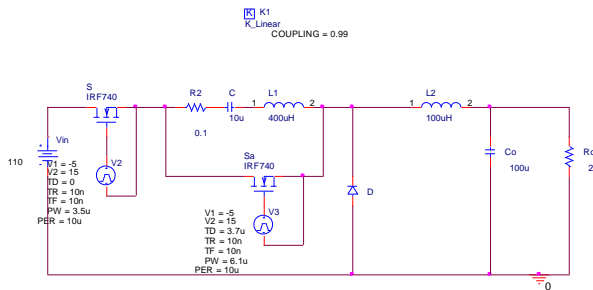 K K1
K_Linear
COUPLING = 0.99
S
IRF740
R2
0.1
C
10u
L1
1
2
400uH
L2
1
2
100uH
Vin
110
V1 = -5
V2 = 15
TD = 0
TR = 10n
TF = 10n
PW = 3.5u
PER = 10u
V2
Sa
IRF740
V3
V1 = -5
V2 = 15
TD = 3.7u
TR = 10n
TF = 10n
PW = 6.1u
PER = 10u
D
Co
100u
2
0